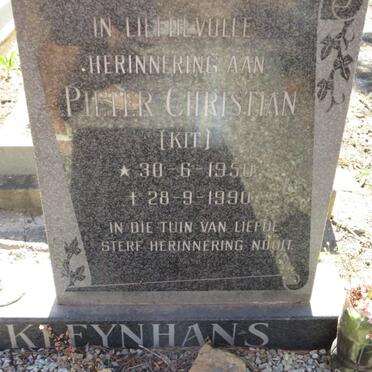 IN LIEFDEVOLLE
HERINNERING AAN
PIETER CHRISTIAN
[KIT]
★ 30-6-1950
† 28-9-1990
IN DIE TUIN VAN LIEFDE
STERF HERINNERING NOOIT
KLEYNHANS